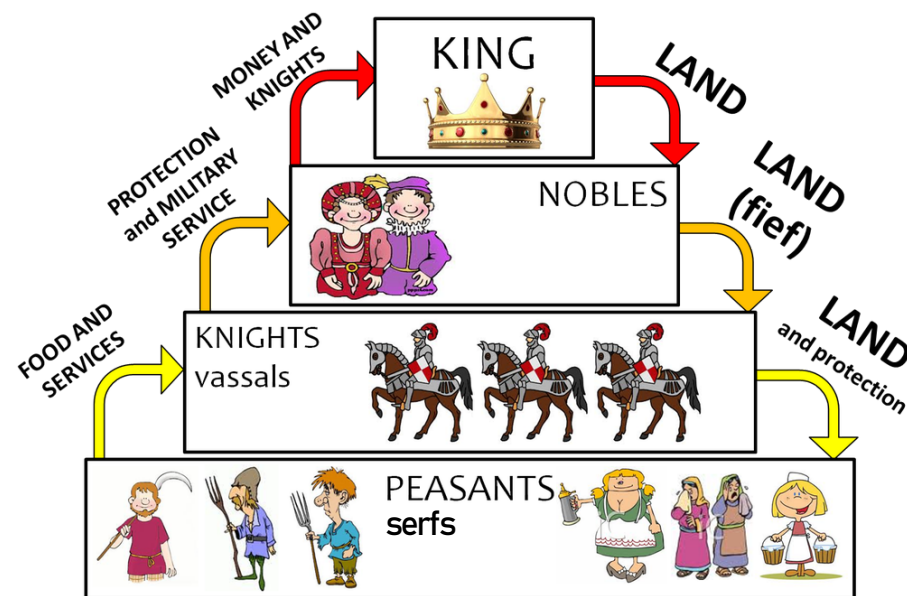 KING
MONEY AND
KNIGHTS
LAND
NOBLES
PROTECTION
and MILITARY
SERVICE
LAND
(fief)
KNIGHTS
vassals
FOOD AND
SERVICES
LAND
and protection
PEASANTS
serfs